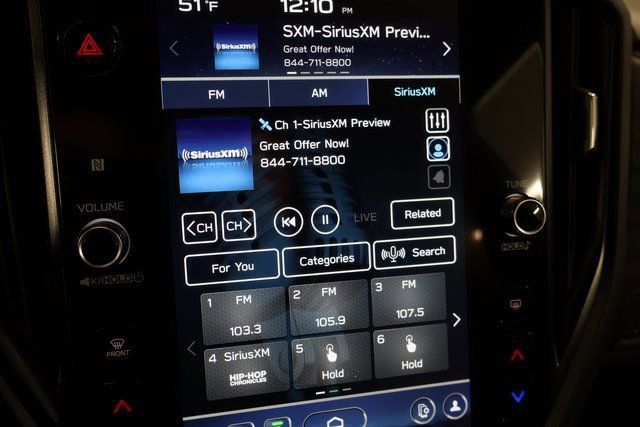 51°F 12:10 PM
SXM-SiriusXM Previ...
Great Offer Now!
844-711-8800
((SiriusXM))
FM AM SiriusXM
Ch 1-SiriusXM Preview
Great Offer Now!
844-711-8800
((SiriusXM))
N
VOLUME
HOLD
TUNE
HOLD
<CH CH> LIVE Related
For You Categories Search
1 FM 2 FM 3 FM
103.3 105.9 107.5
4 SiriusXM 5 6
HIP-HOP
CHRONICLES
Hold Hold
FRONT